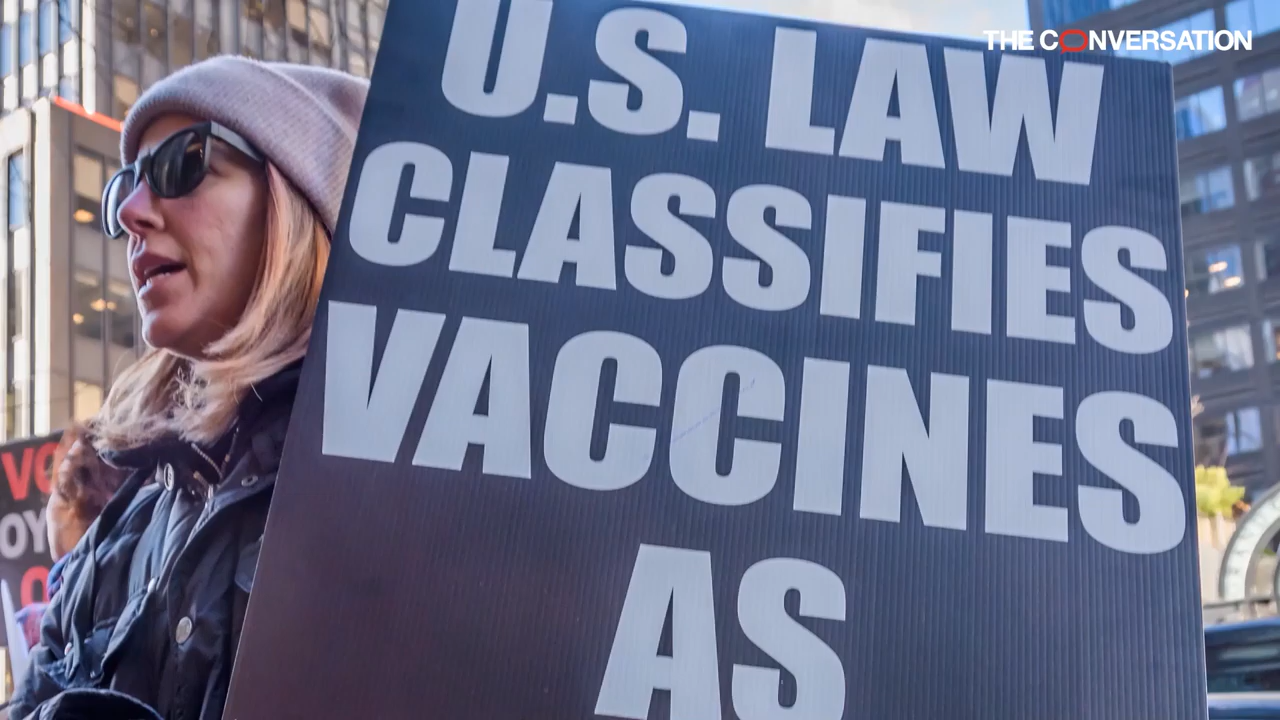 THE CONVERSATION
U.S. LAW
CLASSIFIES
VACCINES
AS